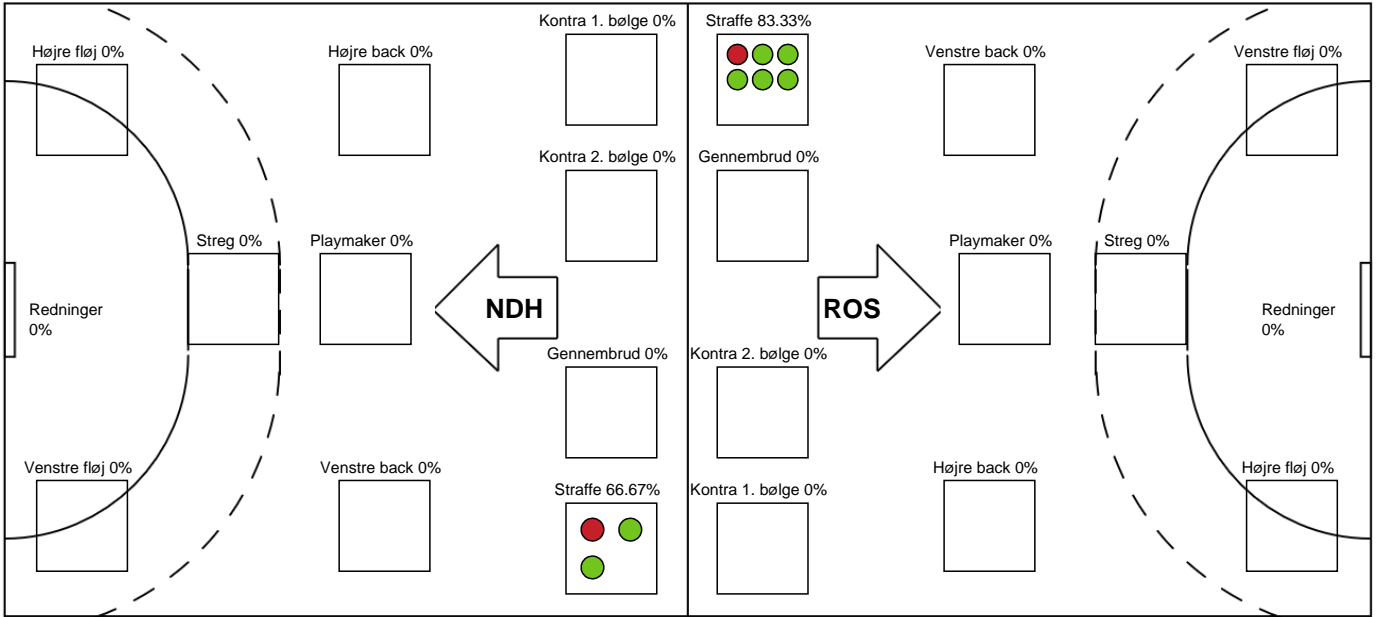 Kontra 1. bølge 0%
Straffe 83.33%
Højre fløj 0%
Højre back 0%
Venstre back 0%
Venstre fløj 0%
Kontra 2. bølge 0%
Gennembrud 0%
Streg 0%
Playmaker 0%
Playmaker 0%
Streg 0%
Redninger
0%
NDH
ROS
Redninger
0%
Gennembrud 0%
Kontra 2. bølge 0%
Venstre fløj 0%
Venstre back 0%
Højre back 0%
Højre fløj 0%
Straffe 66.67%
Kontra 1. bølge 0%